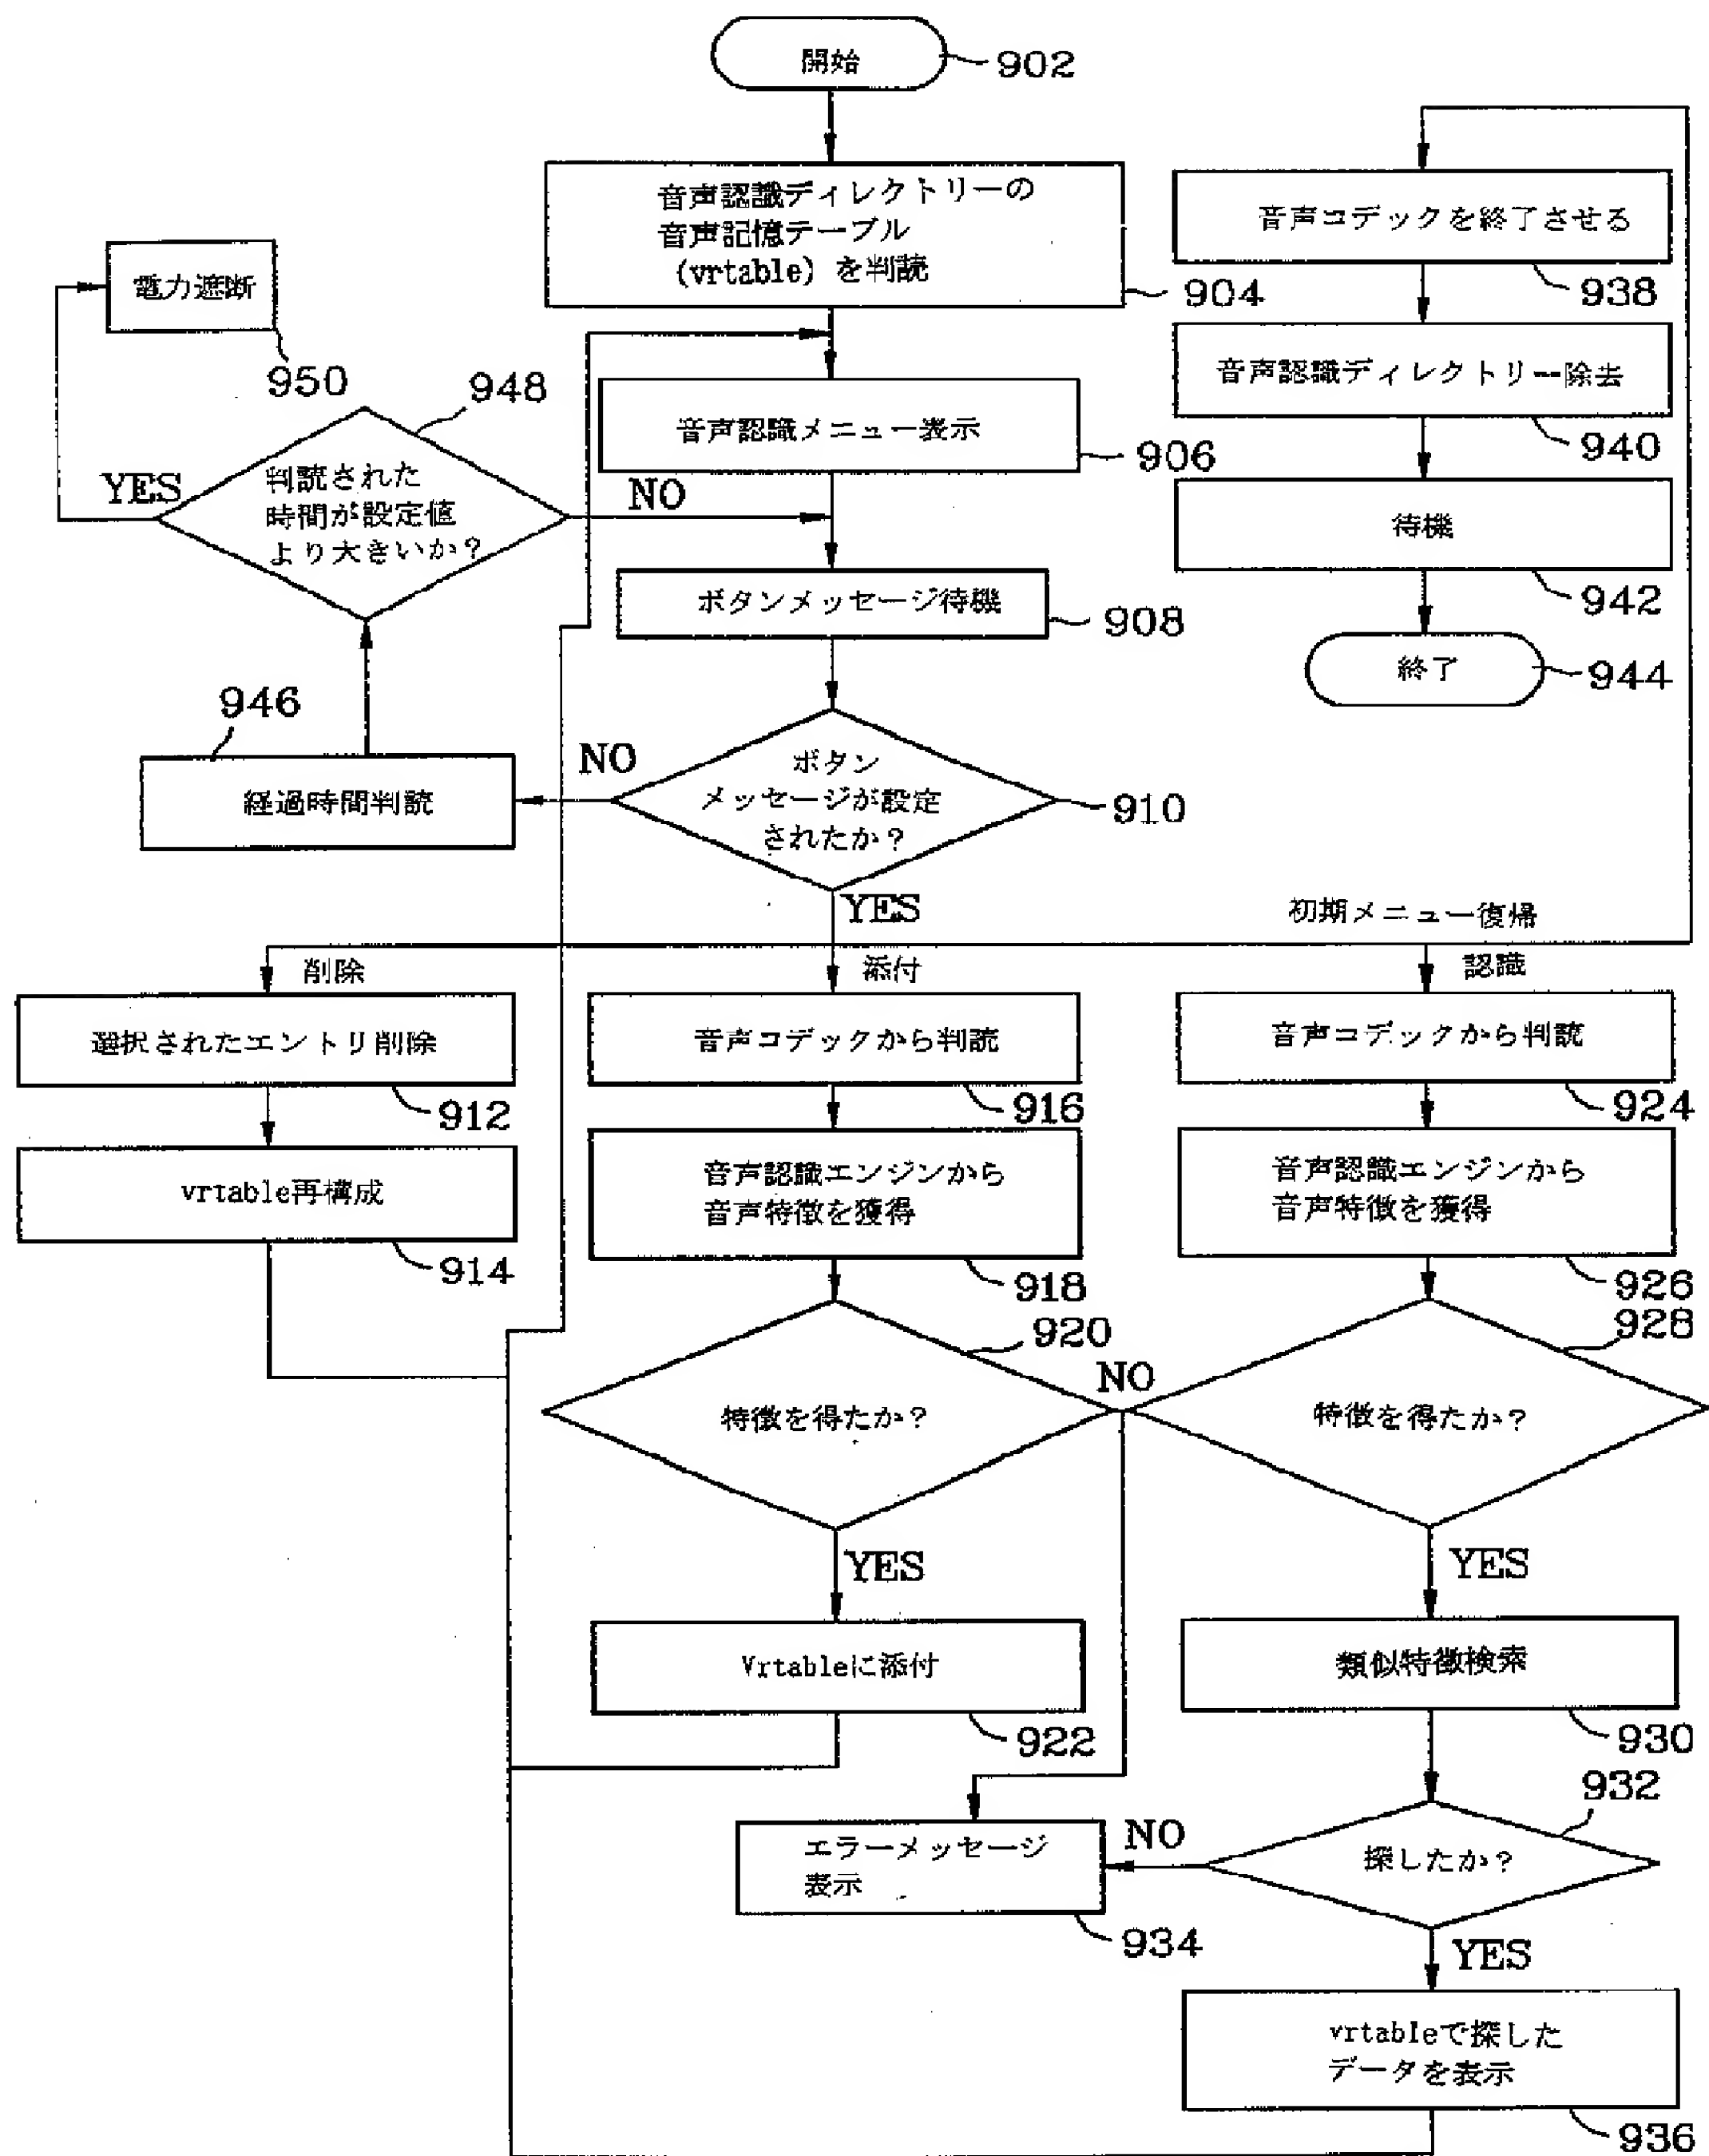 開始
902
音声認識ディレクトリーの
音声記憶テーブル
(vrtable) を判読
904
音声コデックを終了させる
938
電力遮断
950
音声認識ディレクトリー除去
940
948
音声認識メニュー表示
906
判読された
時間が設定値
より大きいか?
YES
NO
待機
942
ボタンメッセージ待機
908
終了
944
946
経過時間判読
NO
ボタン
メッセージが設定
されたか?
910
YES
初期メニュー復帰
削除
添付
認識
選択されたエントリ削除
912
音声コデックから判読
916
音声コデックから判読
924
vrtable再構成
914
音声認識エンジンから
音声特徴を獲得
918
音声認識エンジンから
音声特徴を獲得
926
920
928
特徴を得たか?
NO
特徴を得たか?
YES
YES
Vrtableに添付
922
類似特徴検索
930
932
エラーメッセージ
表示
934
NO
探したか?
YES
vrtableで探した
データを表示
936